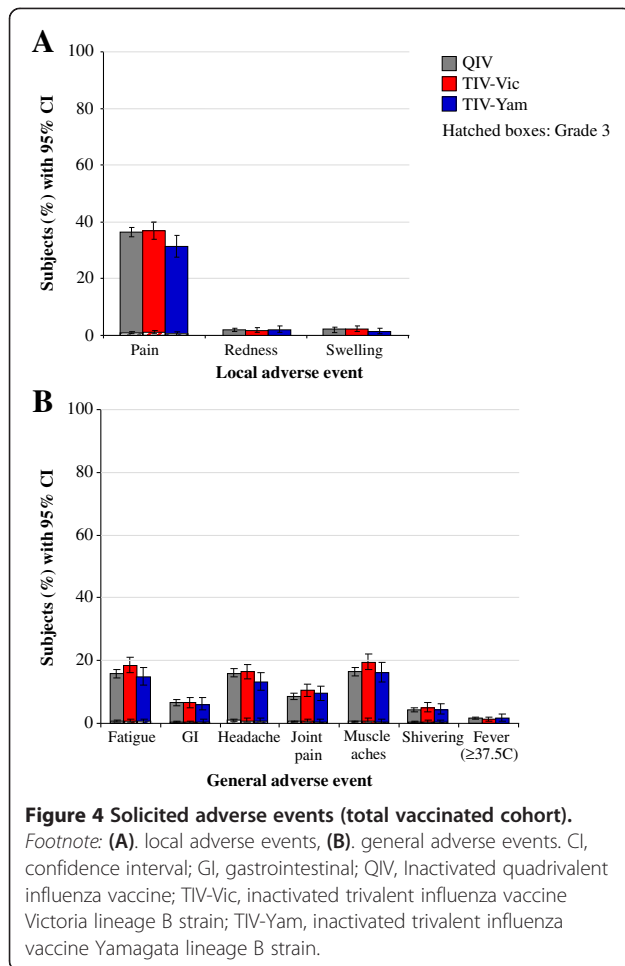 A
100
80
60
40
20
0
Subjects (%) with 95% CI
Pain Redness Swelling
Local adverse event
QIV
TIV-Vic
TIV-Yam
Hatched boxes: Grade 3
B
100
80
60
40
20
0
Subjects (%) with 95% CI
Fatigue GI Headache Joint pain Muscle aches Shivering Fever (≥37.5C)
General adverse event
Figure 4 Solicited adverse events (total vaccinated cohort).
Footnote: (A). local adverse events, (B). general adverse events. CI,
confidence interval; GI, gastrointestinal; QIV, Inactivated quadrivalent
influenza vaccine; TIV-Vic, inactivated trivalent influenza vaccine
Victoria lineage B strain; TIV-Yam, inactivated trivalent influenza
vaccine Yamagata lineage B strain.